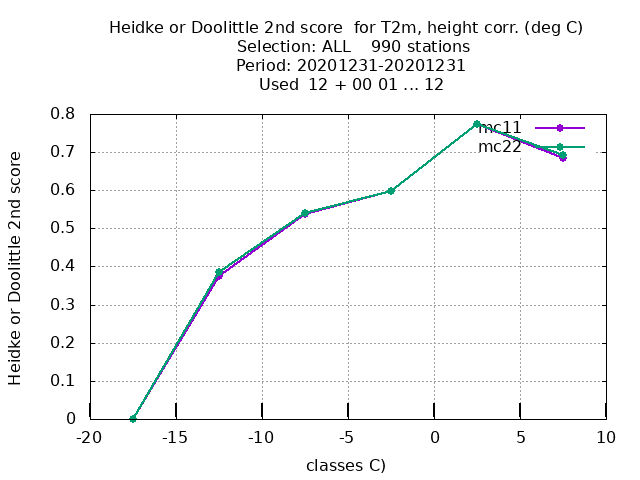 Heidke or Doolittle 2nd score  for T2m, height corr. (deg C)
Selection: ALL    990 stations
Period: 20201231-20201231
Used  12 + 00 01 ... 12
Heidke or Doolittle 2nd score
0.8
0.7
0.6
0.5
0.4
0.3
0.2
0.1
0
mc11
mc22
-20 -15 -10 -5 0 5 10
classes C)